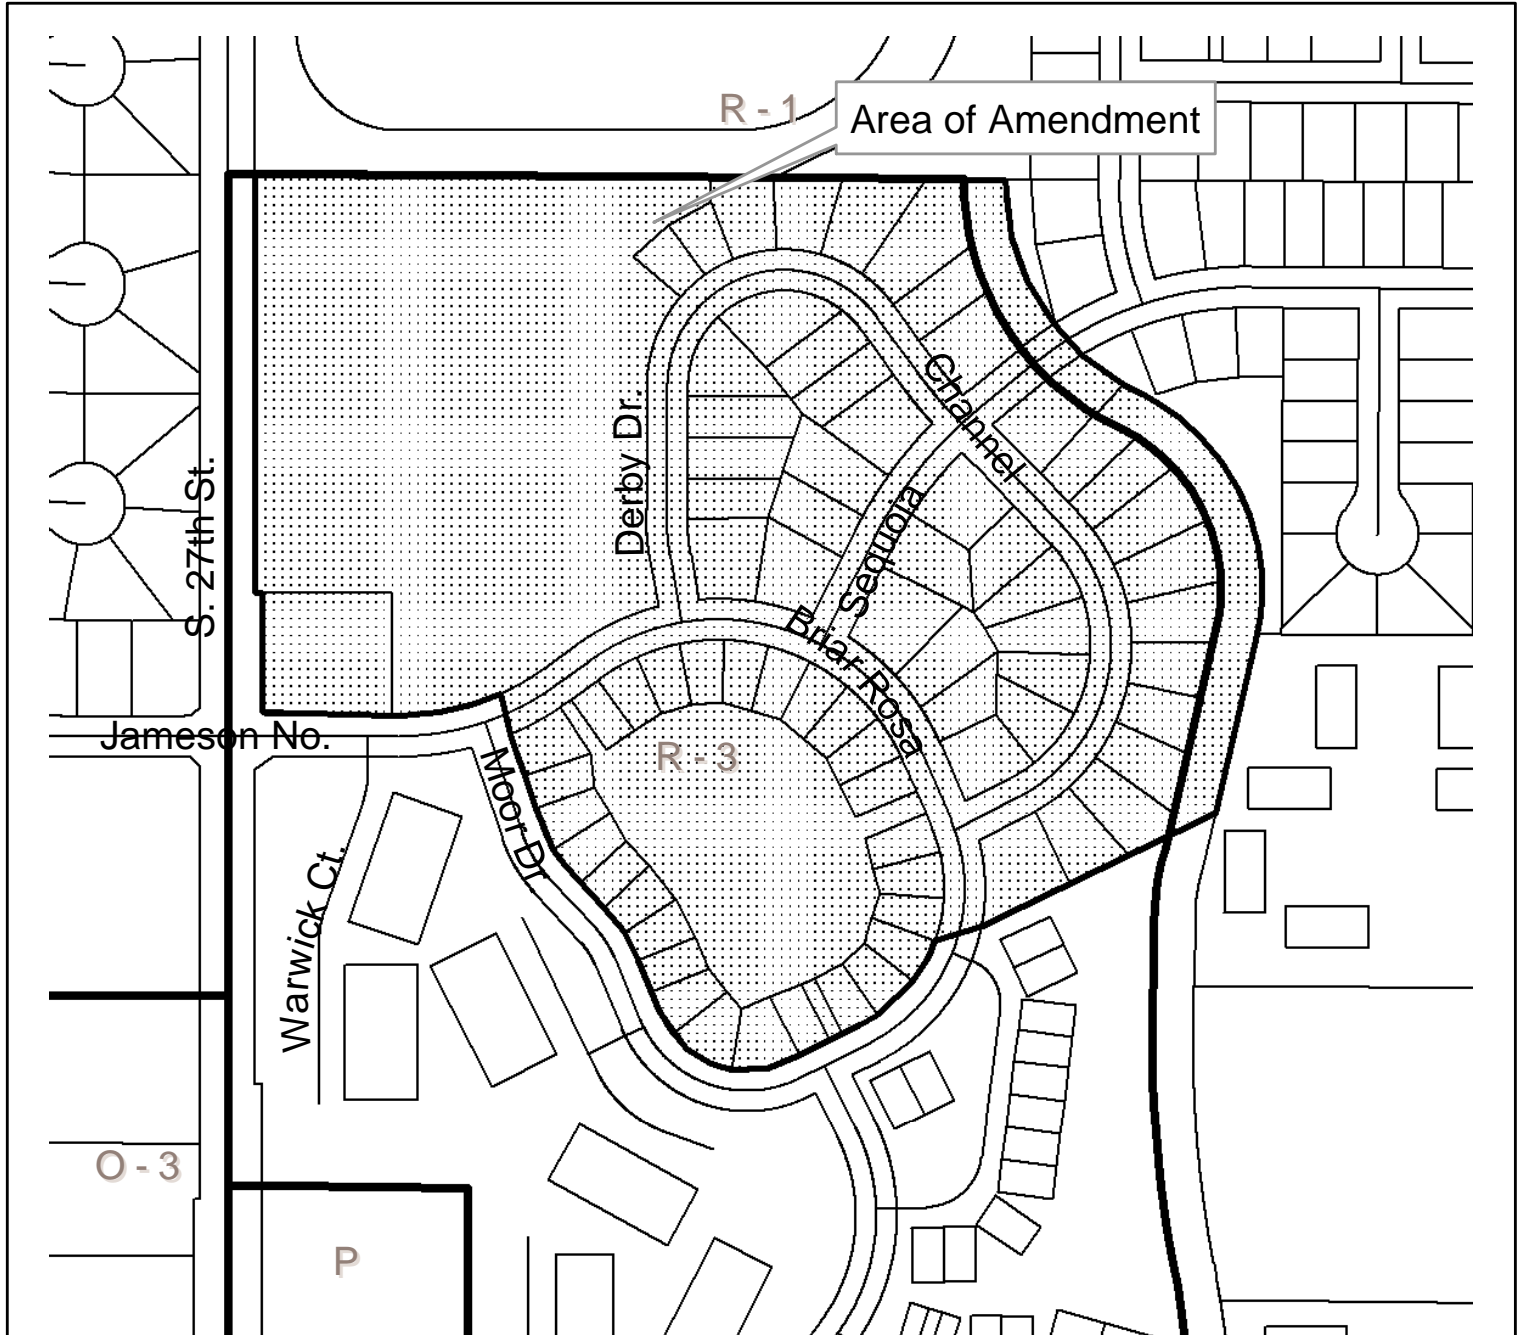 R - 1
Area of Amendment
Channel
Derby Dr.
S. 27th St.
Sequoia
Briar Rosa
Jameson No.
R - 3
Moor Dr
Warwick Ct.
O - 3
P